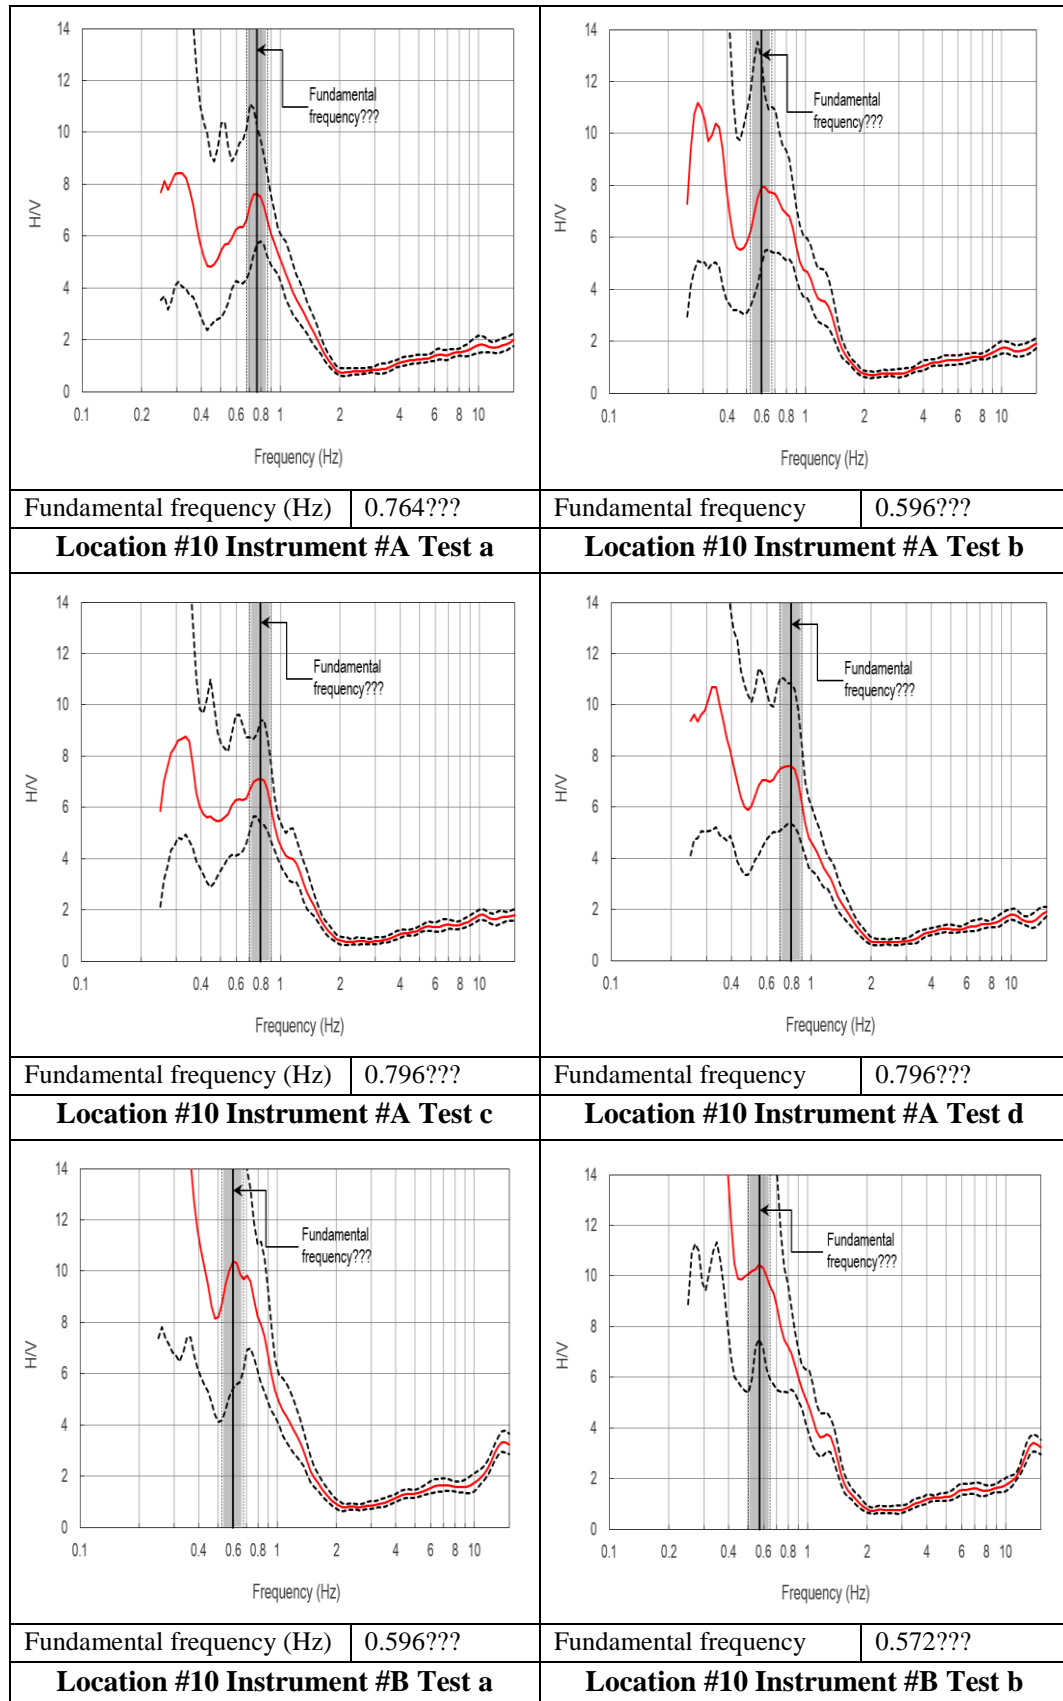 14
12
10
8
6
4
2
0
H/V
Fundamental
frequency???
0.1 0.2 0.4 0.6 0.8 1 2 4 6 8 10
Frequency (Hz)
14
12
10
8
6
4
2
0
H/V
Fundamental
frequency???
0.1 0.4 0.6 0.8 1 2 4 6 8 10
Frequency (Hz)
Fundamental frequency (Hz) 0.764???
Fundamental frequency 0.596???
Location #10 Instrument #A Test a
Location #10 Instrument #A Test b
14
12
10
8
6
4
2
0
H/V
Fundamental
frequency???
0.1 0.4 0.6 0.8 1 2 4 6 8 10
Frequency (Hz)
14
12
10
8
6
4
2
0
H/V
Fundamental
frequency???
0.1 0.4 0.6 0.8 1 2 4 6 8 10
Frequency (Hz)
Fundamental frequency (Hz) 0.796???
Fundamental frequency 0.796???
Location #10 Instrument #A Test c
Location #10 Instrument #A Test d
14
12
10
8
6
4
2
0
H/V
Fundamental
frequency???
0.1 0.4 0.6 0.8 1 2 4 6 8 10
Frequency (Hz)
14
12
10
8
6
4
2
0
H/V
Fundamental
frequency???
0.1 0.4 0.6 0.8 1 2 4 6 8 10
Frequency (Hz)
Fundamental frequency (Hz) 0.596???
Fundamental frequency 0.572???
Location #10 Instrument #B Test a
Location #10 Instrument #B Test b